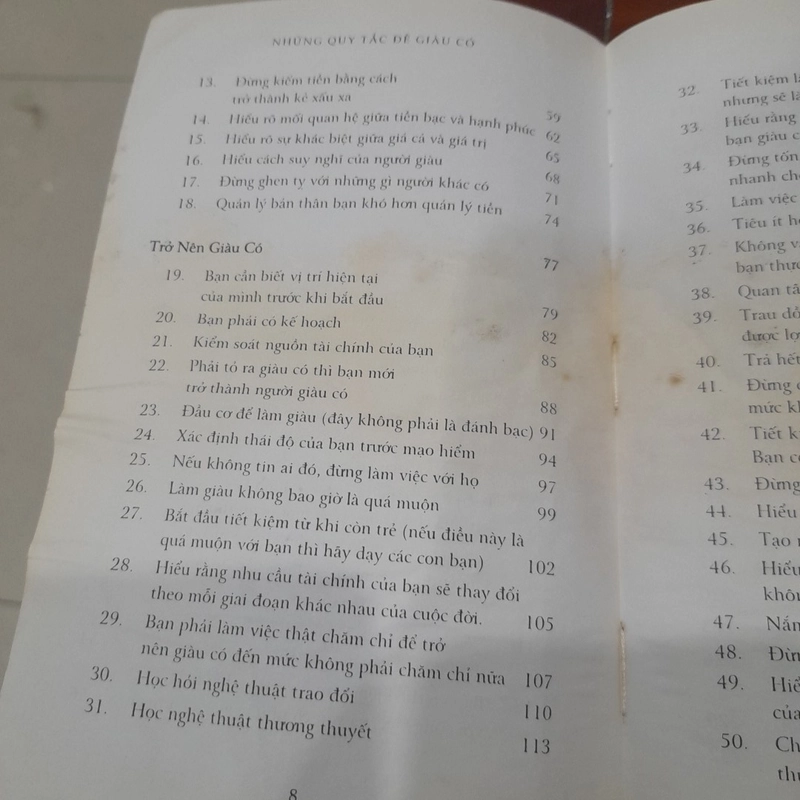 NHỮNG QUY TẮC ĐỂ GIÀU CÓ
13. Đừng kiếm tiền bằng cách
trở thành kẻ xấu xa 59
14. Hiểu rõ mối quan hệ giữa tiền bạc và hạnh phúc 62
15. Hiểu rõ sự khác biệt giữa giá cả và giá trị 65
16. Hiểu cách suy nghĩ của người giàu 68
17. Đừng ghen tỵ với những gì người khác có 71
18. Quản lý bản thân bạn khó hơn quản lý tiền 74
Trở Nên Giàu Có 77
19. Bạn cần biết vị trí hiện tại
của mình trước khi bắt đầu 79
20. Bạn phải có kế hoạch 82
21. Kiểm soát nguồn tài chính của bạn 85
22. Phải tỏ ra giàu có thì bạn mới
trở thành người giàu có 88
23. Đầu cơ để làm giàu (đây không phải là đánh bạc) 91
24. Xác định thái độ của bạn trước mạo hiểm 94
25. Nếu không tin ai đó, đừng làm việc với họ 97
26. Làm giàu không bao giờ là quá muộn 99
27. Bắt đầu tiết kiệm từ khi còn trẻ (nếu điều này là
quá muộn với bạn thì hãy dạy các con bạn) 102
28. Hiểu rằng nhu cầu tài chính của bạn sẽ thay đổi
theo mỗi giai đoạn khác nhau của cuộc đời. 105
29. Bạn phải làm việc thật chăm chỉ để trở
nên giàu có đến mức không phải chăm chỉ nữa 107
30. Học hỏi nghệ thuật trao đổi 110
31. Học nghệ thuật thương thuyết 113
8
32. Tiết kiệm
nhưng sẽ
33. Hiểu rằng
bạn giàu
34. Đừng tốn
nhanh
35. Làm việc
36. Tiêu ít
37. Không
bạn
38. Quan
39. Trau
được
40. Trả hết
41. Đừng
mức
42. Tiết
Bạn
43. Đừng
44. Hiểu
45. Tạo
46. Hiểu
không
47. Nắm
48. Đừng
49.
của
50.